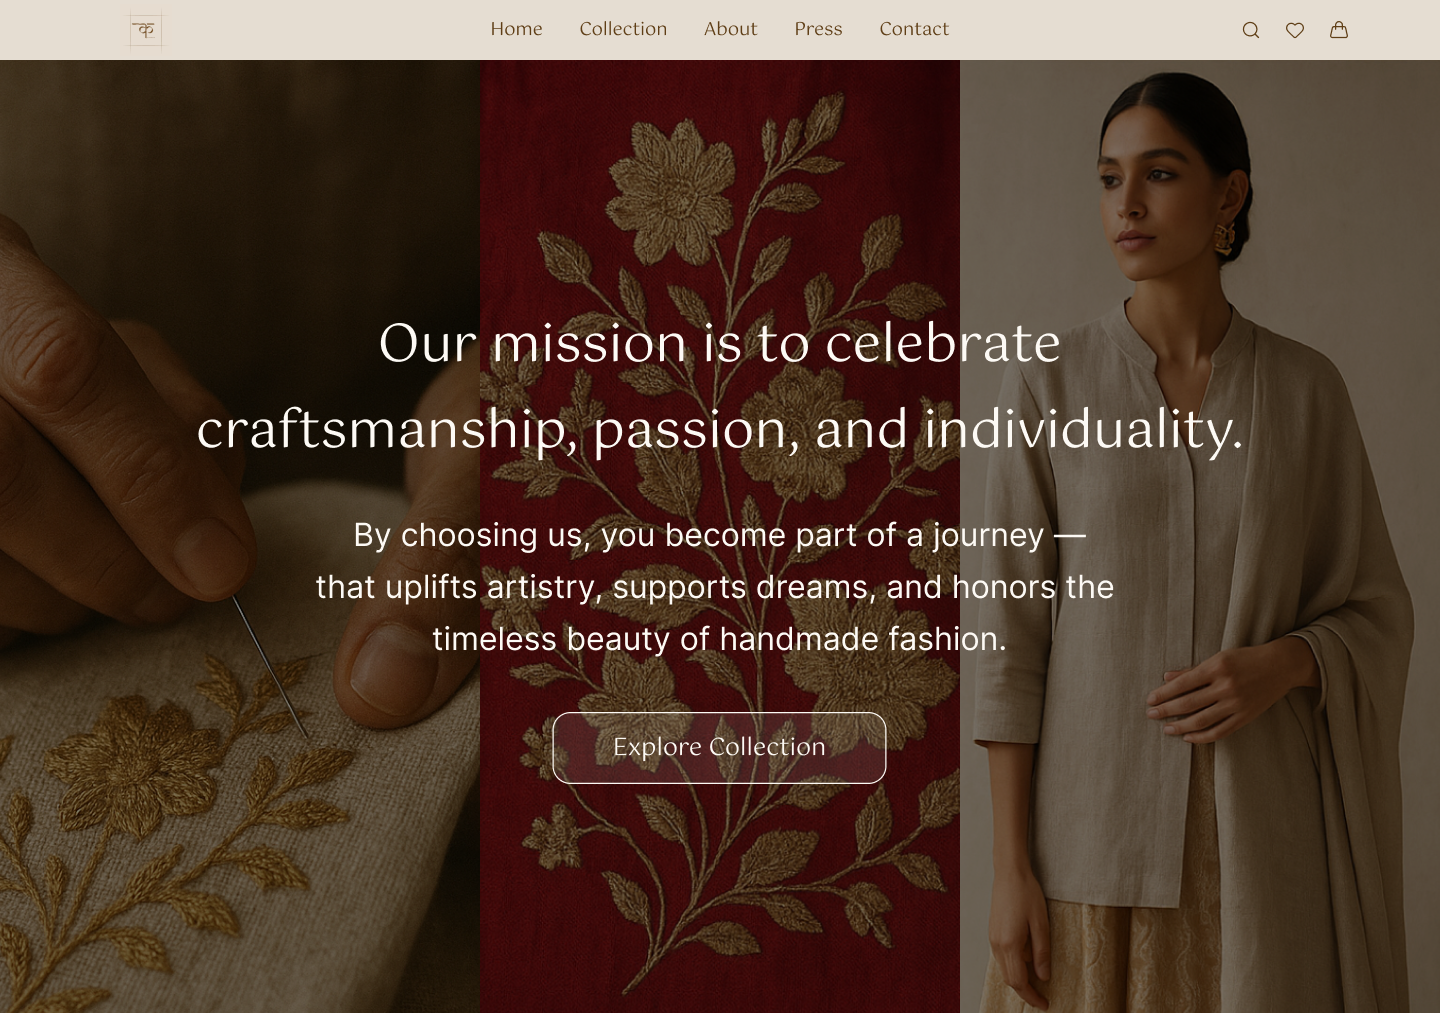 Home
Collection
About
Press
Contact
Our mission is to celebrate
craftsmanship, passion, and individuality.
By choosing us, you become part of a journey —
that uplifts artistry, supports dreams, and honors the
timeless beauty of handmade fashion.
Explore Collection